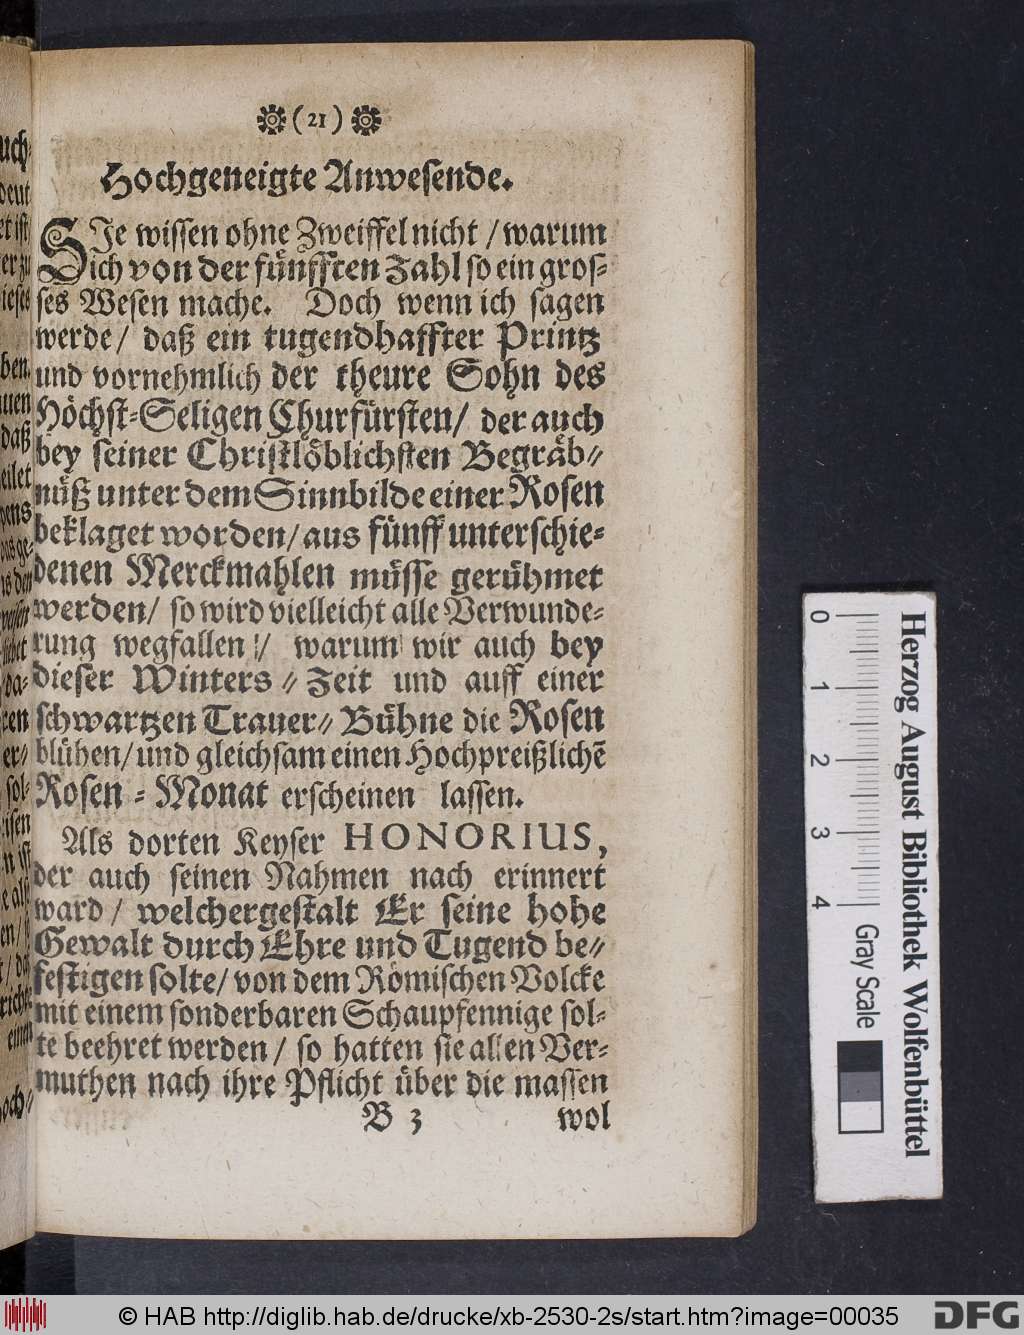 ( 21 )
Hochgeneigte Anwesende.
SIe wissen ohne Zweiffel nicht / warum
ich von der fünfften Zahl so ein gros-
ses Wesen mache. Doch wenn ich sagen
werde / daß ein tugendhaffter Printz
und vornehmlich der theure Sohn des
Höchst-Seligen Churfürsten / der auch
bey seiner Christlöblichsten Begräb-
nüß unter dem Sinnbilde einer Rosen
beklaget worden / aus fünff unterschie-
denen Merckmahlen müsse gerühmet
werden / so wird vielleicht alle Verwunde-
rung wegfallen / warum wir auch bey
dieser Winters-Zeit und auff einer
schwartzen Trauer-Bühne die Rosen
blühen / und gleichsam einen Hochpreißlichē
Rosen-Monat erscheinen lassen.
Als dorten Keyser HONORIUS,
der auch seinen Nahmen nach erinnert
ward / welchergestalt Er seine hohe
Gewalt durch Ehre und Tugend be-
festigen solte / von dem Römischen Volcke
mit einem sonderbaren Schaupfennige sol-
te beehret werden / so hatten sie allen Ver-
muthen nach ihre Pflicht über die massen
B 3 wol
0 1 2 3 4
Herzog August Bibliothek Wolfenbüttel
Gray Scale
© HAB http://diglib.hab.de/drucke/xb-2530-2s/start.htm?image=00035
DFG